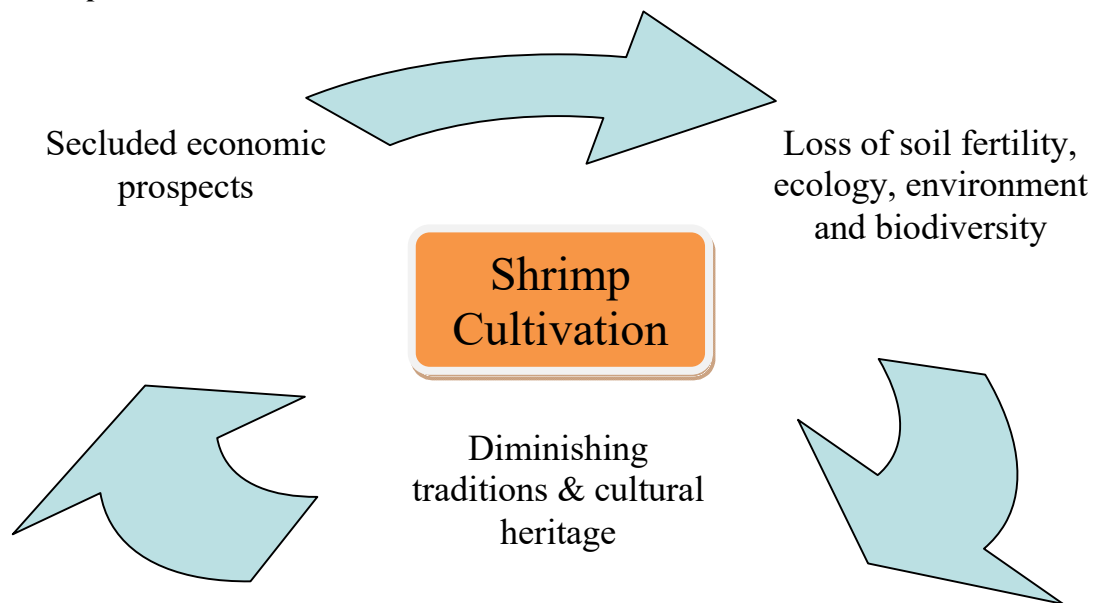 Secluded economic
prospects
Loss of soil fertility,
ecology, environment
and biodiversity
Shrimp
Cultivation
Diminishing
traditions & cultural
heritage